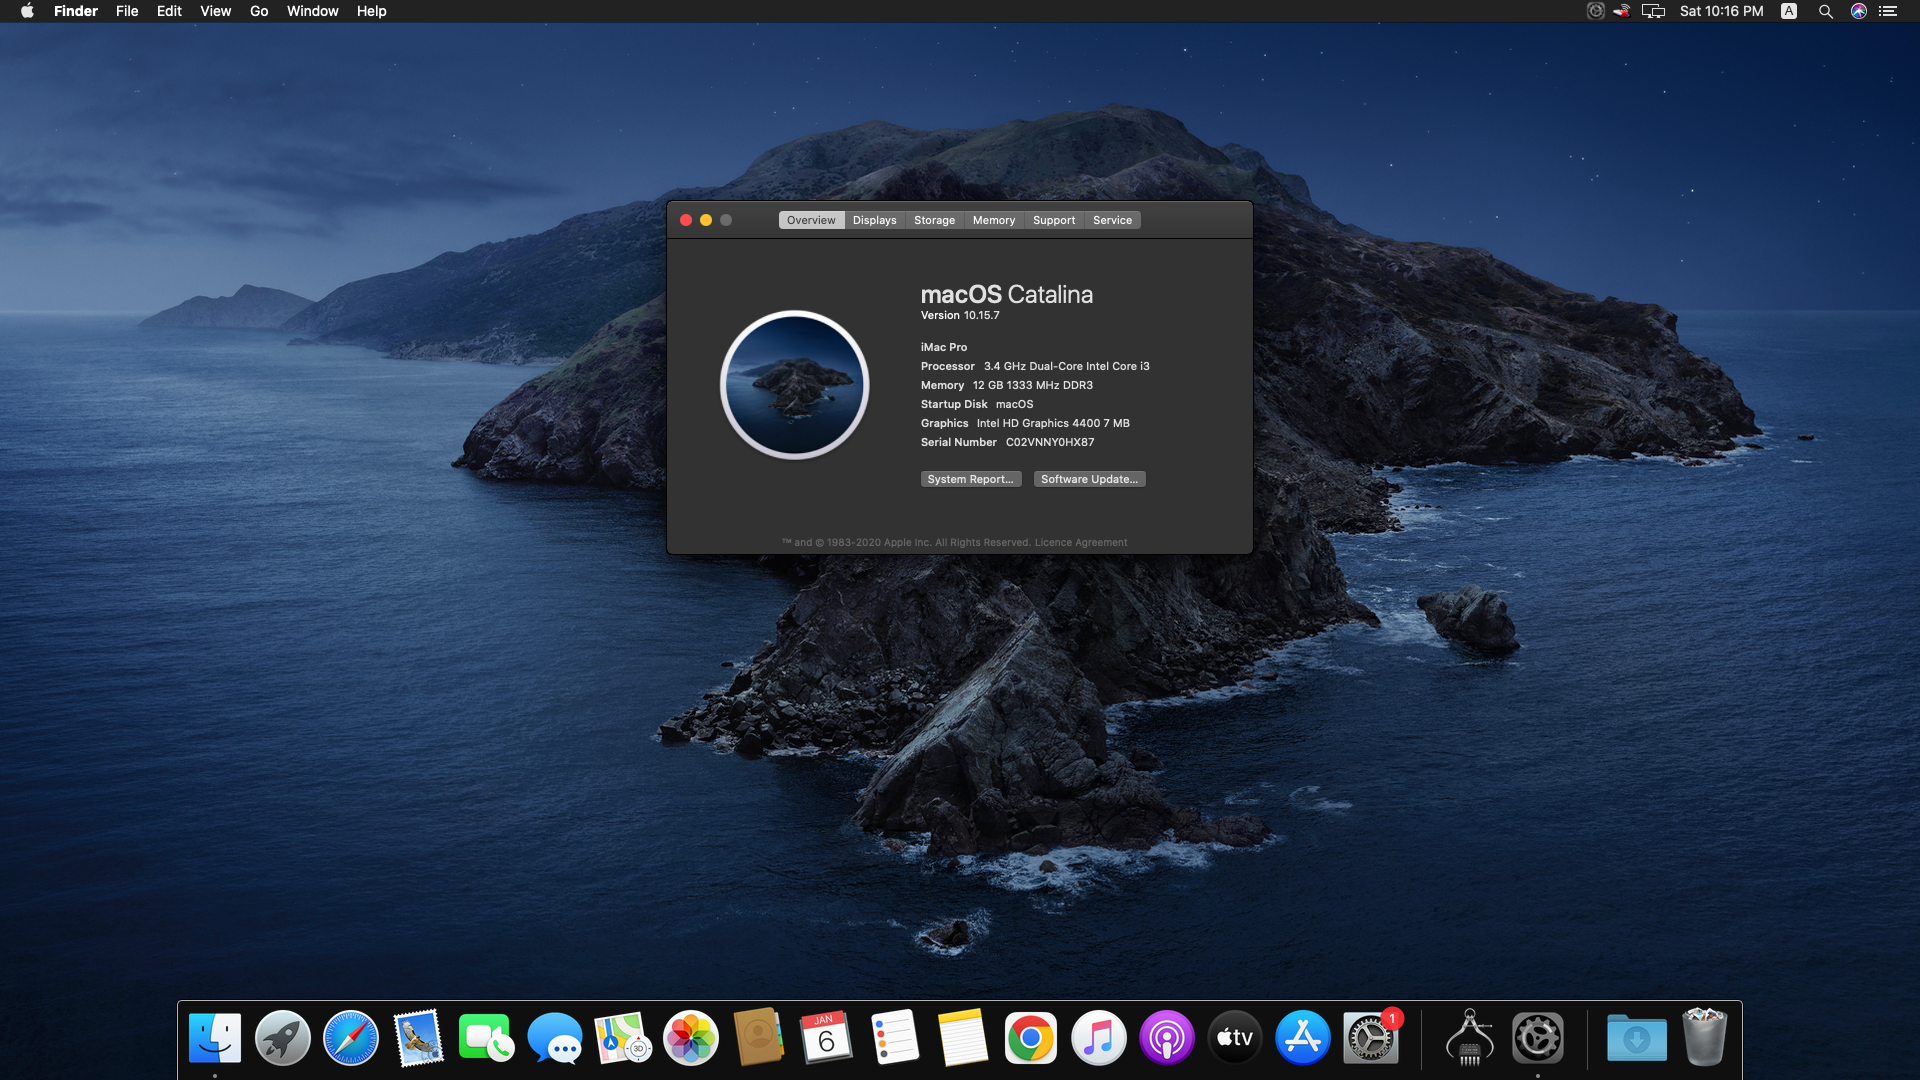 Finder File Edit View Go Window Help
Sat 10:16 PM A
Overview Displays Storage Memory Support Service
macOS Catalina
Version 10.15.7
iMac Pro
Processor 3.4 GHz Dual-Core Intel Core i3
Memory 12 GB 1333 MHz DDR3
Startup Disk macOS
Graphics Intel HD Graphics 4400 7 MB
Serial Number C02VNNY0HX87
System Report... Software Update...
™ and © 1983-2020 Apple Inc. All Rights Reserved. Licence Agreement
3D
JAN
6
tv
1